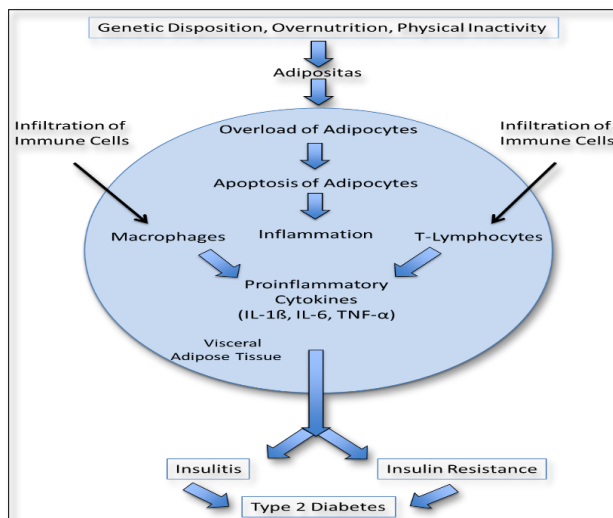 Genetic Disposition, Overnutrition, Physical Inactivity
Adipositas
Infiltration of
Immune Cells
Overload of Adipocytes
Infiltration of
Immune Cells
Apoptosis of Adipocytes
Macrophages
Inflammation
T-Lymphocytes
Proinflammatory
Cytokines
(IL-1ß, IL-6, TNF-α)
Visceral
Adipose Tissue
Insulitis
Insulin Resistance
Type 2 Diabetes